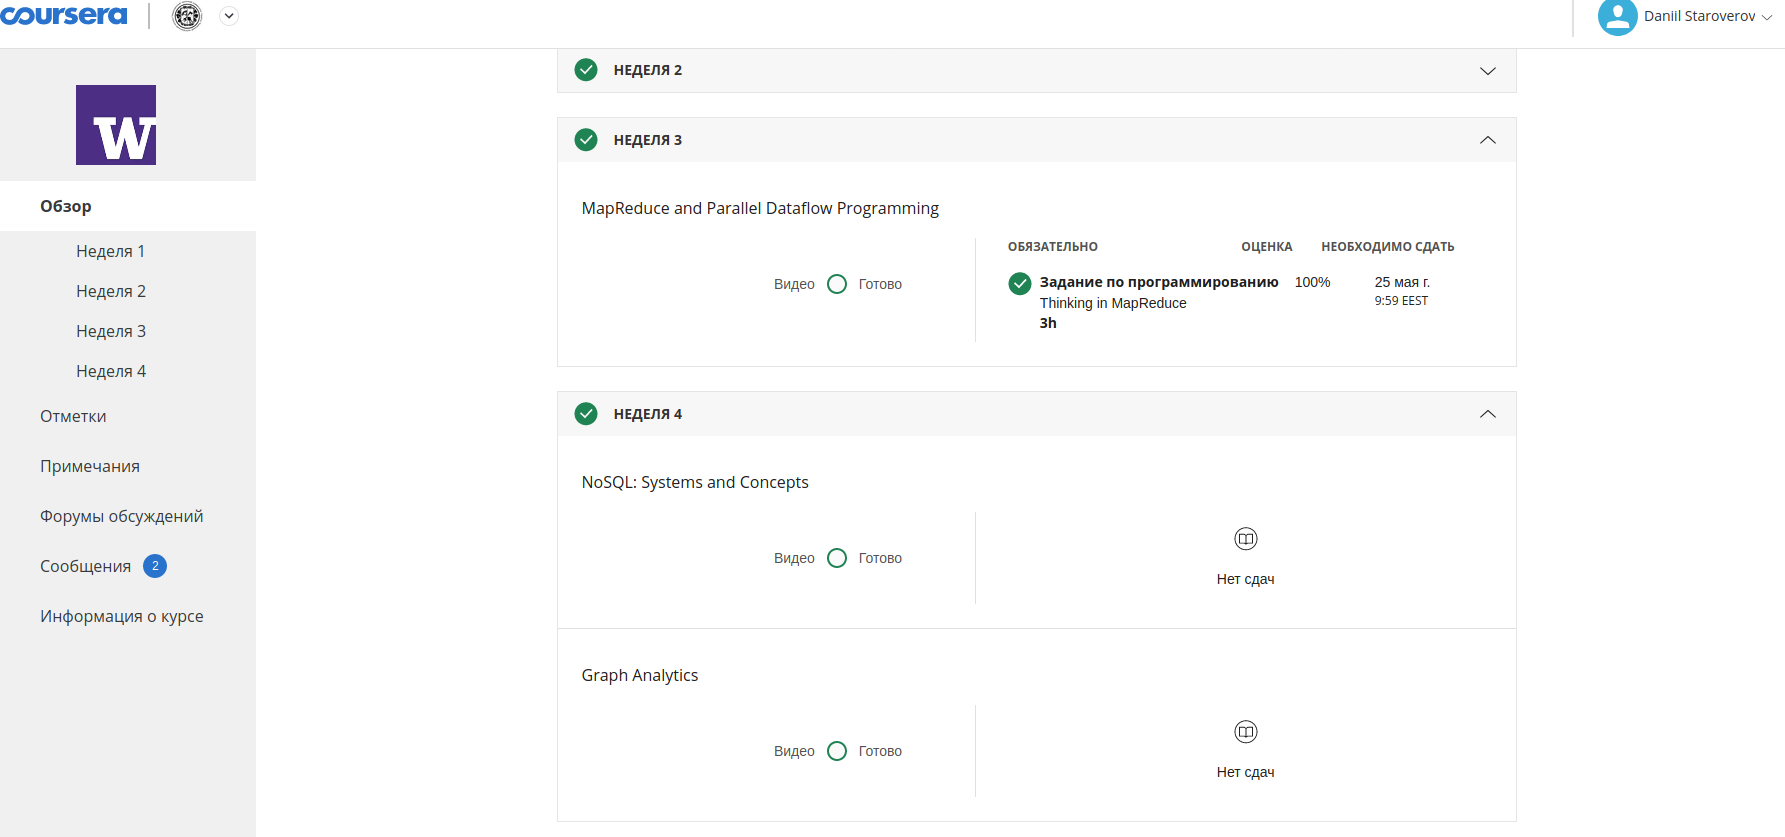 coursera
Daniil Staroverov
W
Обзор
Неделя 1
Неделя 2
Неделя 3
Неделя 4
Отметки
Примечания
Форумы обсуждений
Сообщения 2
Информация о курсе
НЕДЕЛЯ 2
НЕДЕЛЯ 3
MapReduce and Parallel Dataflow Programming
Видео Готово
ОБЯЗАТЕЛЬНО ОЦЕНКА НЕОБХОДИМО СДАТЬ
Задание по программированию 100% 25 мая г.
Thinking in MapReduce 9:59 EEST
3h
НЕДЕЛЯ 4
NoSQL: Systems and Concepts
Видео Готово
Нет сдач
Graph Analytics
Видео Готово
Нет сдач